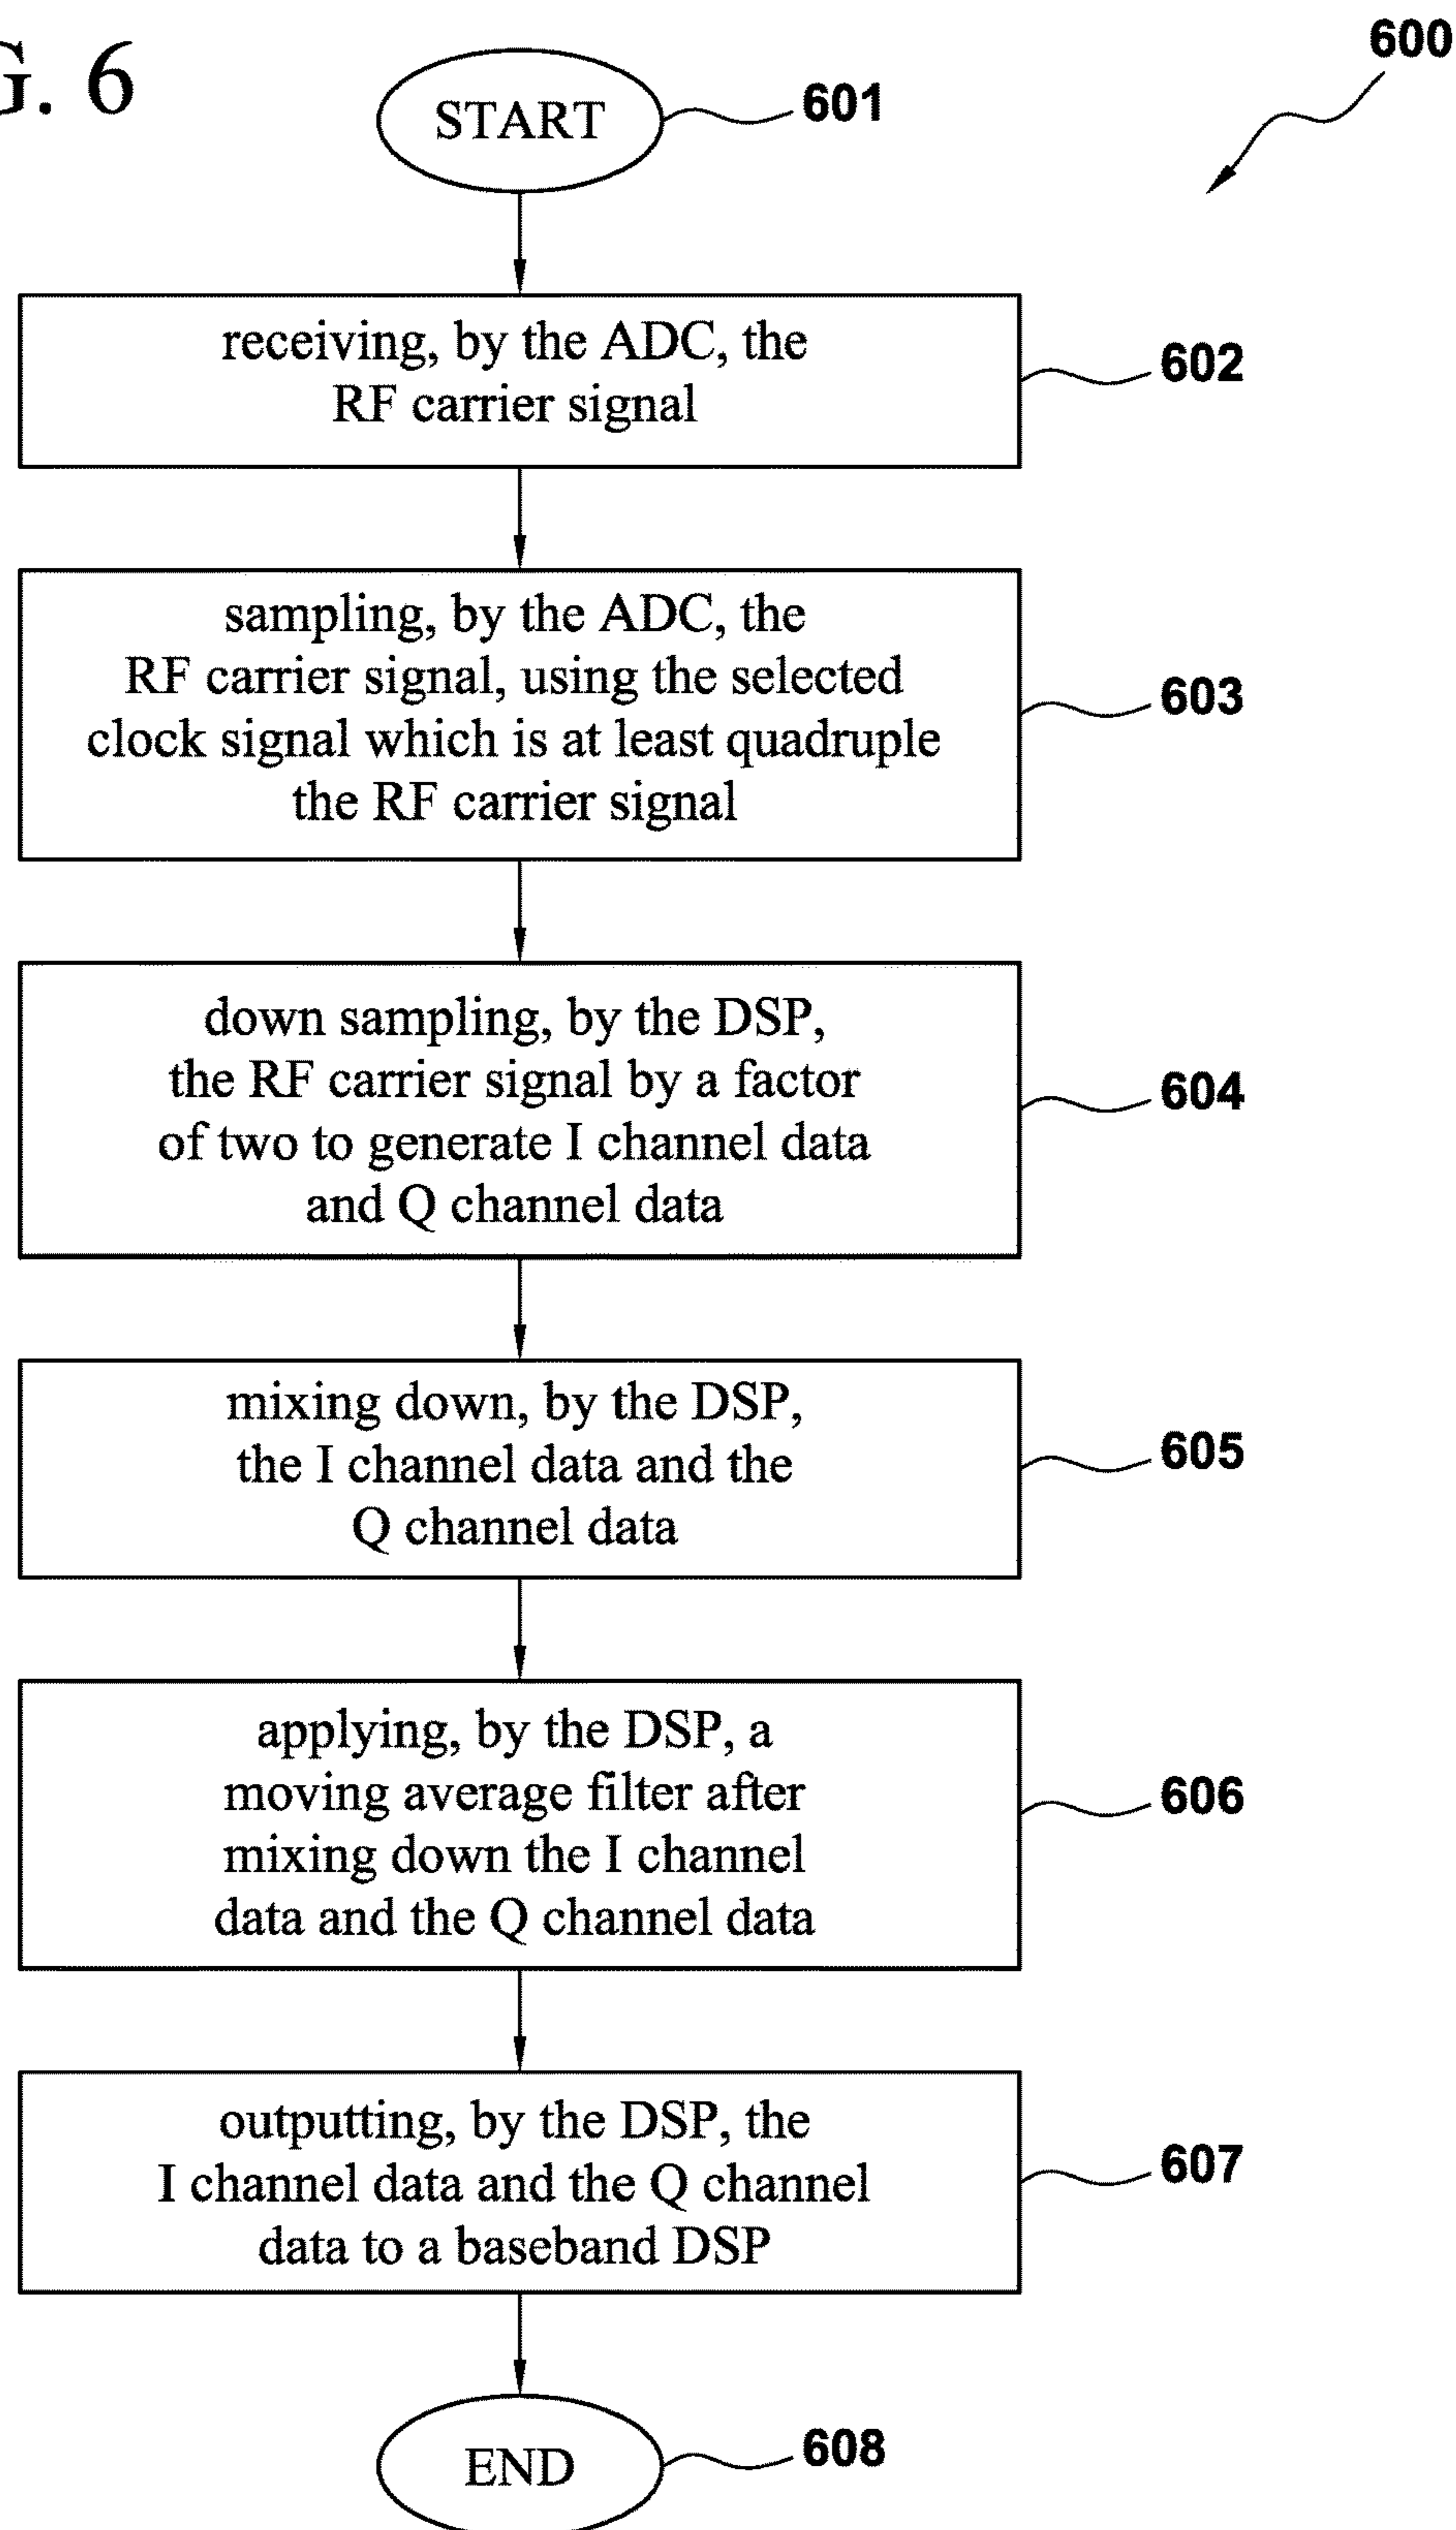 G. 6
600
START
601
receiving, by the ADC, the
RF carrier signal
602
sampling, by the ADC, the
RF carrier signal, using the selected
clock signal which is at least quadruple
the RF carrier signal
603
down sampling, by the DSP,
the RF carrier signal by a factor
of two to generate I channel data
and Q channel data
604
mixing down, by the DSP,
the I channel data and the
Q channel data
605
applying, by the DSP, a
moving average filter after
mixing down the I channel
data and the Q channel data
606
outputting, by the DSP, the
I channel data and the Q channel
data to a baseband DSP
607
END
608